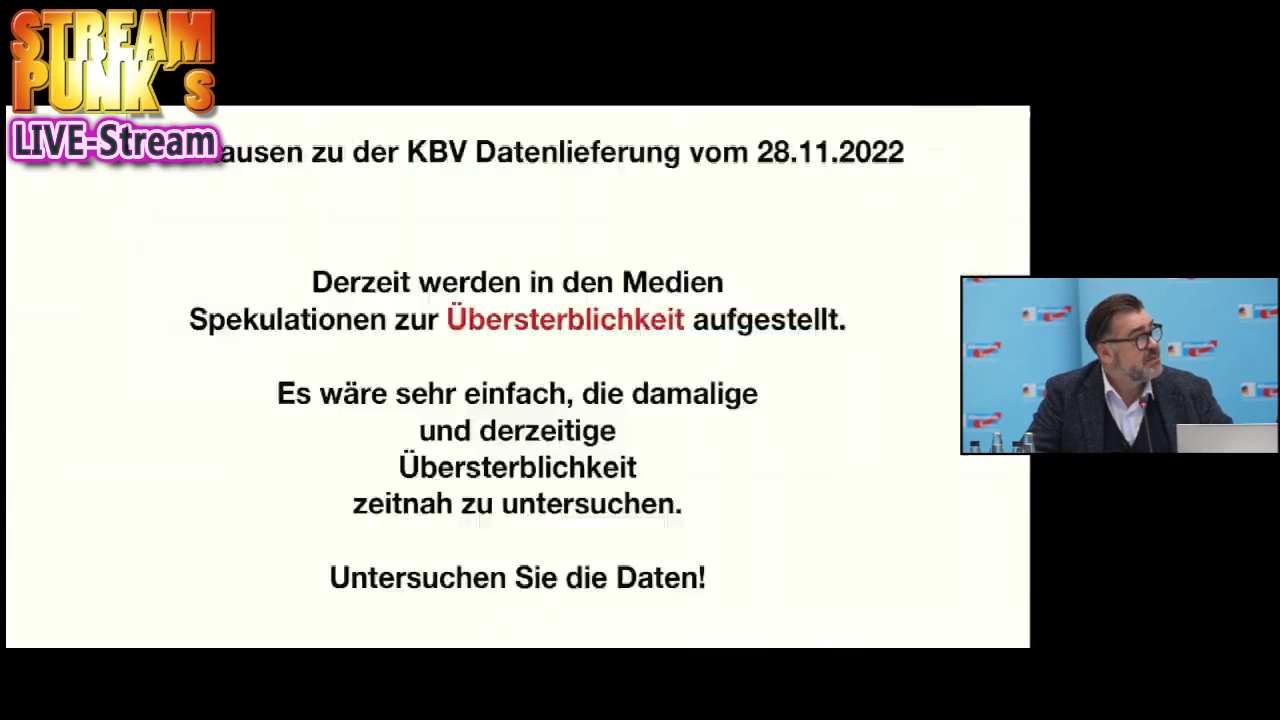 STREAM
PUNK´s
LIVE-Stream
ausen zu der KBV Datenlieferung vom 28.11.2022
Derzeit werden in den Medien
Spekulationen zur Übersterblichkeit aufgestellt.
Es wäre sehr einfach, die damalige
und derzeitige
Übersterblichkeit
zeitnah zu untersuchen.
Untersuchen Sie die Daten!